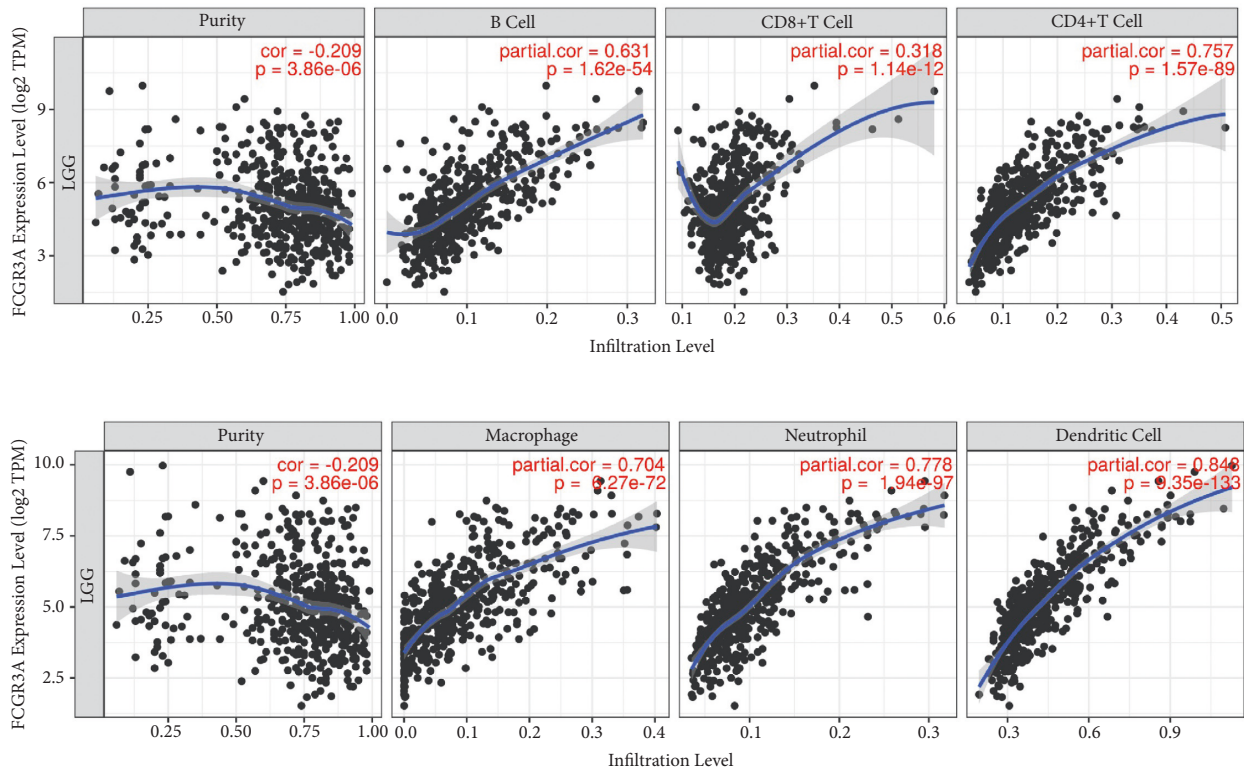 Purity
B Cell
CD8+T Cell
CD4+T Cell
FCGR3A Expression Level (log2 TPM)
LGG
9
6
3
cor = -0.209
p = 3.86e-06
partial.cor = 0.631
p = 1.62e-54
partial.cor = 0.318
p = 1.14e-12
partial.cor = 0.757
p = 1.57e-89
0.25 0.50 0.75 1.00
0.0 0.1 0.2 0.3
0.1 0.2 0.3 0.4 0.5 0.6
0.1 0.2 0.3 0.4 0.5
Infiltration Level
Purity
Macrophage
Neutrophil
Dendritic Cell
FCGR3A Expression Level (log2 TPM)
LGG
10.0
7.5
5.0
2.5
cor = -0.209
p = 3.86e-06
partial.cor = 0.704
p = 6.27e-72
partial.cor = 0.778
p = 1.94e-97
partial.cor =
p =
0.25 0.50 0.75 1.00
0.0 0.1 0.2 0.3 0.4
0.1 0.2 0.3
0.3 0.6 0.9
Infiltration Level